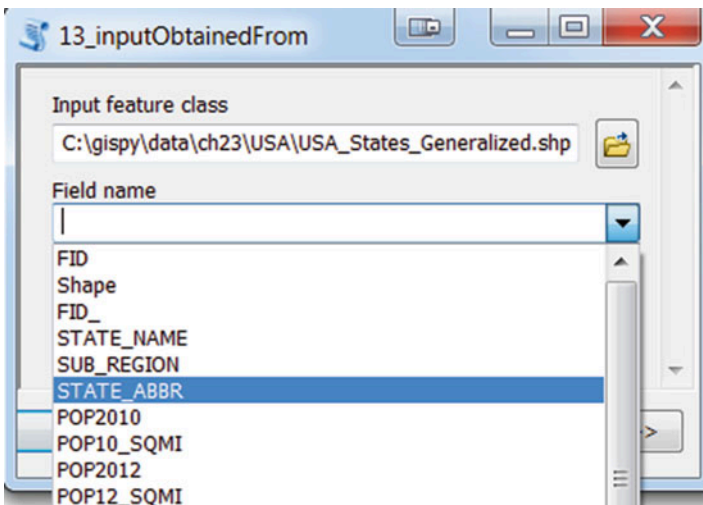 13_inputObtainedFrom
X
Input feature class
C:\gispy\data\ch23\USA\USA_States_Generalized.shp
Field name
FID
Shape
FID_
STATE_NAME
SUB_REGION
STATE_ABBR
POP2010
POP10_SQMI
>
POP2012
POP12_SQMI